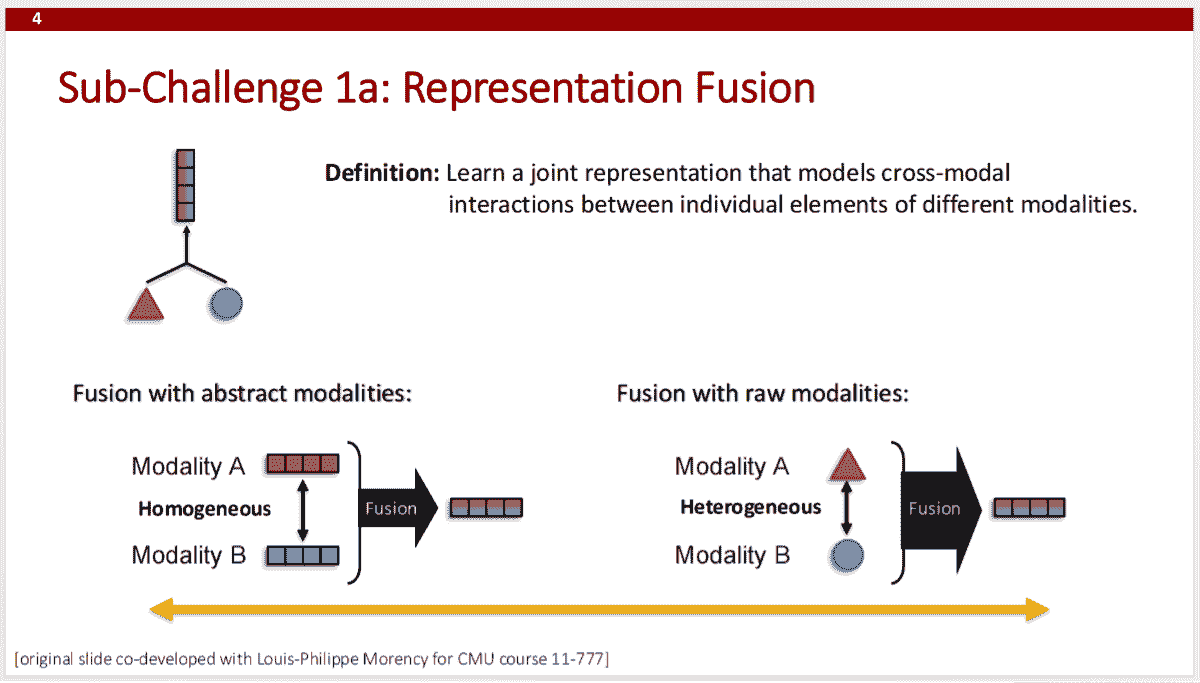 4
Sub-Challenge 1a: Representation Fusion
Definition: Learn a joint representation that models cross-modal
interactions between individual elements of different modalities.
Fusion with abstract modalities:
Modality A
Homogeneous
Modality B
Fusion
Fusion with raw modalities:
Modality A
Heterogeneous
Modality B
Fusion
[original slide co-developed with Louis-Philippe Morency for CMU course 11-777]